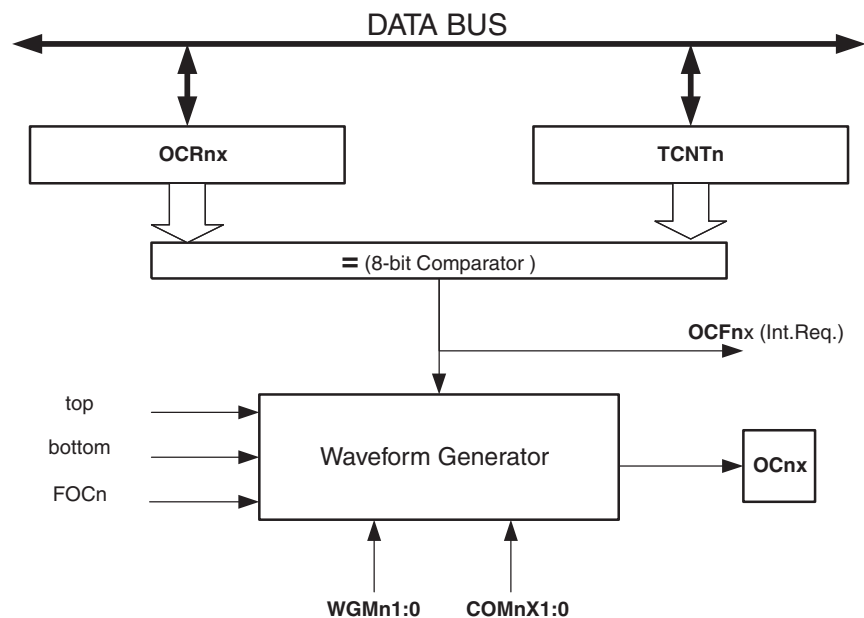 DATA BUS
OCRnx
TCNTn
= (8-bit Comparator )
OCFnx (Int.Req.)
top
bottom
FOCn
Waveform Generator
OCnx
WGMn1:0
COMnX1:0